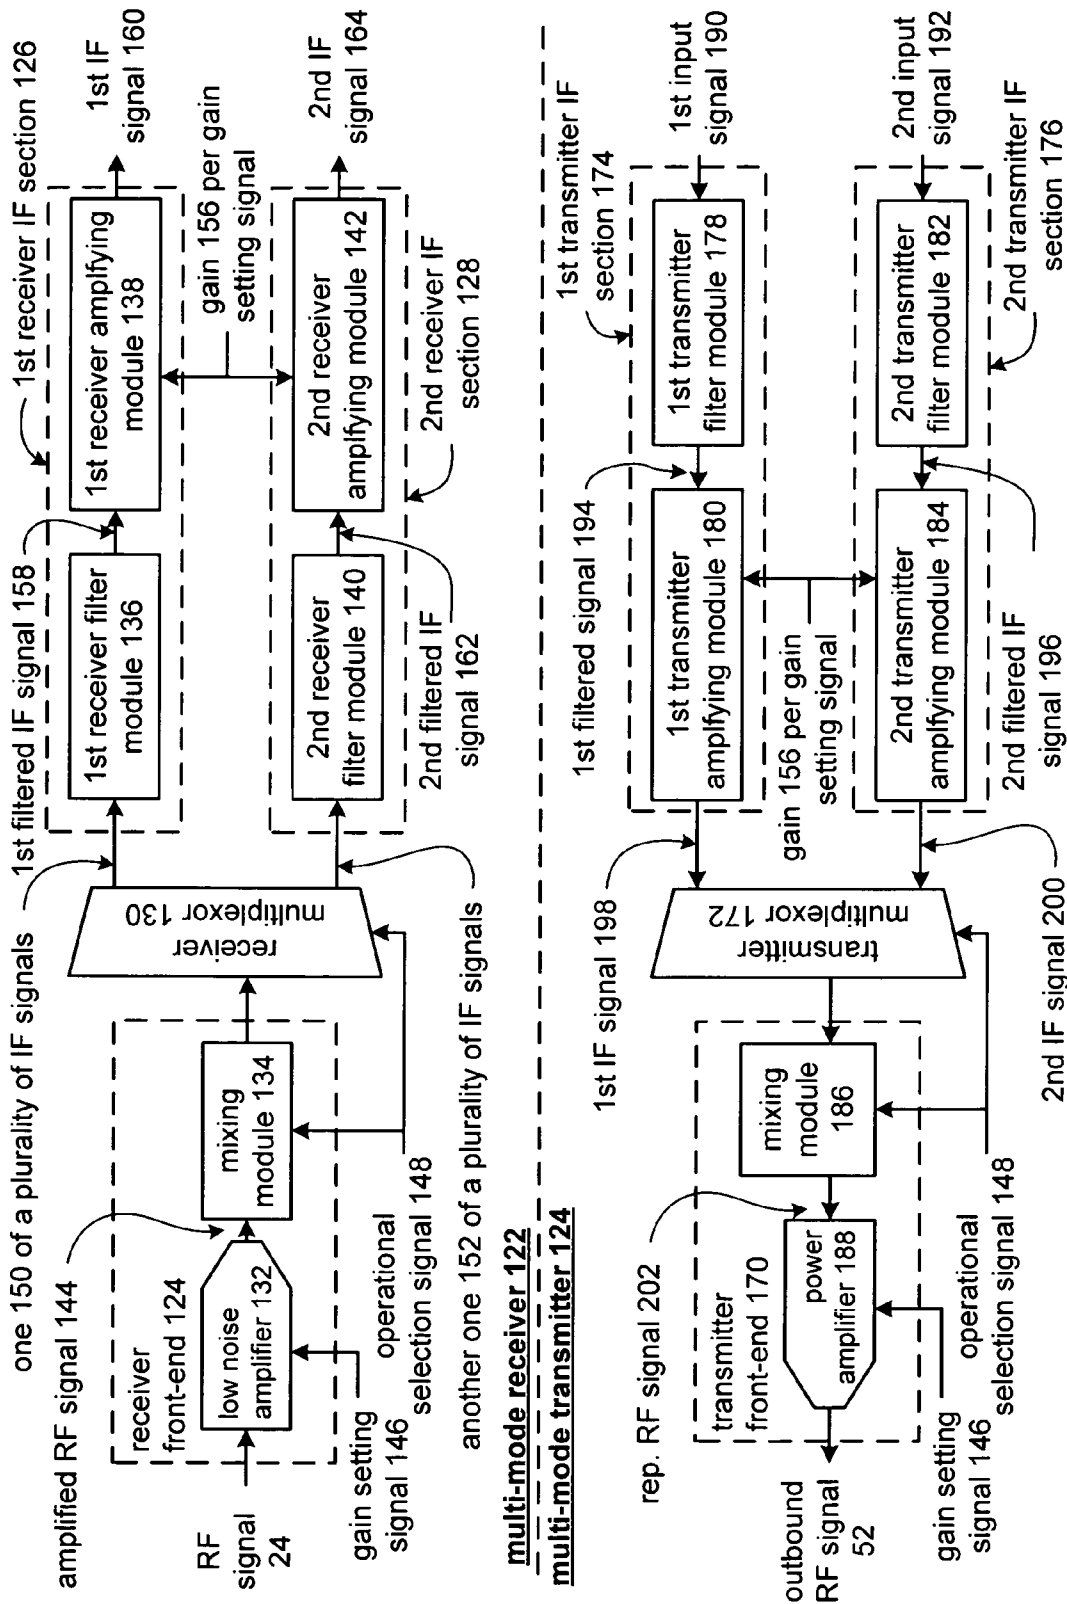 one 150 of a plurality of IF signals
amplified RF signal 144
1st filtered IF signal 158
1st receiver IF section 126
receiver
front-end 124
RF
signal
24
low noise
amplifier 132
mixing
module 134
receiver
multiplexor 130
1st receiver filter
module 136
1st receiver amplfying
module 138
1st IF
signal 160
gain 156 per gain
setting signal
2nd receiver
filter module 140
2nd receiver
amplfying module 142
2nd IF
signal 164
gain setting
signal 146
operational
selection signal 148
another one 152 of a plurality of IF signals
2nd filtered IF
signal 162
2nd receiver IF
section 128
multi-mode receiver 122
multi-mode transmitter 124
rep. RF signal 202
1st IF signal 198
1st filtered signal 194
1st transmitter IF
section 174
transmitter
front-end 170
outbound
RF signal
52
power
amplifier 188
mixing
module
186
transmitter
multiplexor 172
1st transmitter
amplfying module 180
1st transmitter
filter module 178
1st input
signal 190
gain 156 per gain
setting signal
2nd transmitter
amplfying module 184
2nd transmitter
filter module 182
2nd input
signal 192
gain setting
signal 146
operational
selection signal 148
2nd IF signal 200
2nd filtered IF
signal 196
2nd transmitter IF
section 176